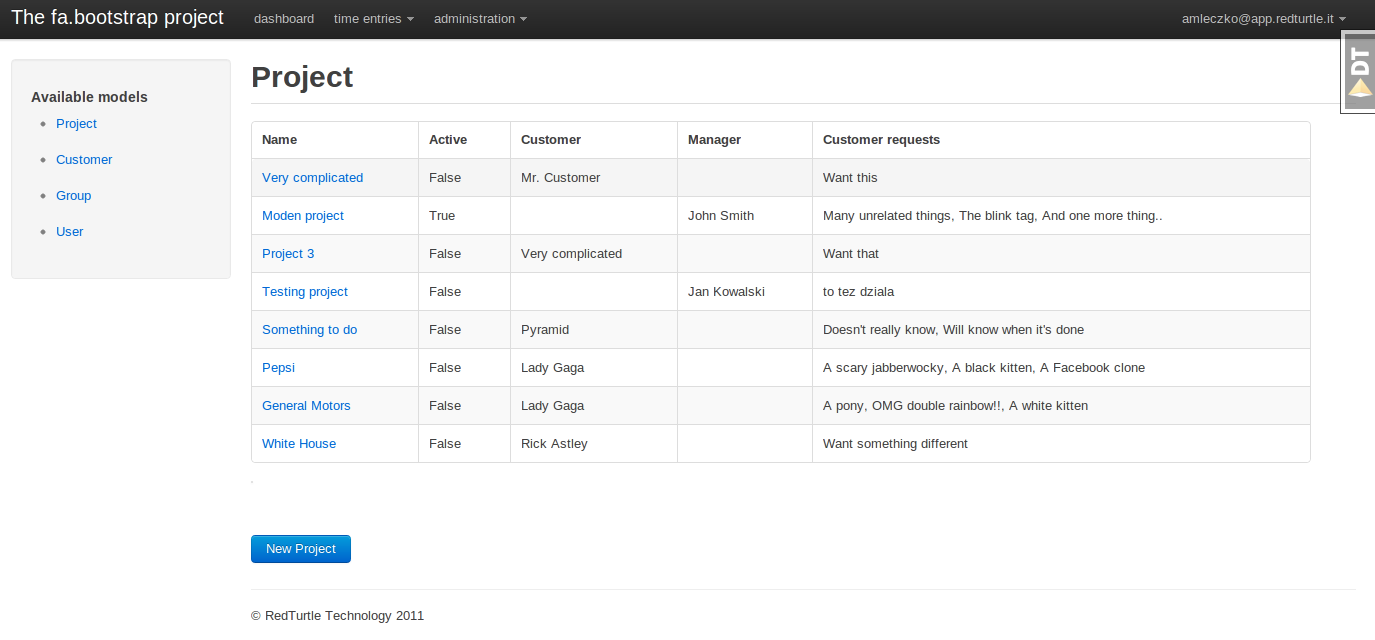 The fa.bootstrap project dashboard time entries administration amleczko@app.redturtle.it
DT
Available models
Project
Customer
Group
User
Project
Name Active Customer Manager Customer requests
Very complicated False Mr. Customer Want this
Moden project True John Smith Many unrelated things, The blink tag, And one more thing..
Project 3 False Very complicated Want that
Testing project False Jan Kowalski to tez dziala
Something to do False Pyramid Doesn't really know, Will know when it's done
Pepsi False Lady Gaga A scary jabberwocky, A black kitten, A Facebook clone
General Motors False Lady Gaga A pony, OMG double rainbow!!, A white kitten
White House False Rick Astley Want something different
New Project
© RedTurtle Technology 2011